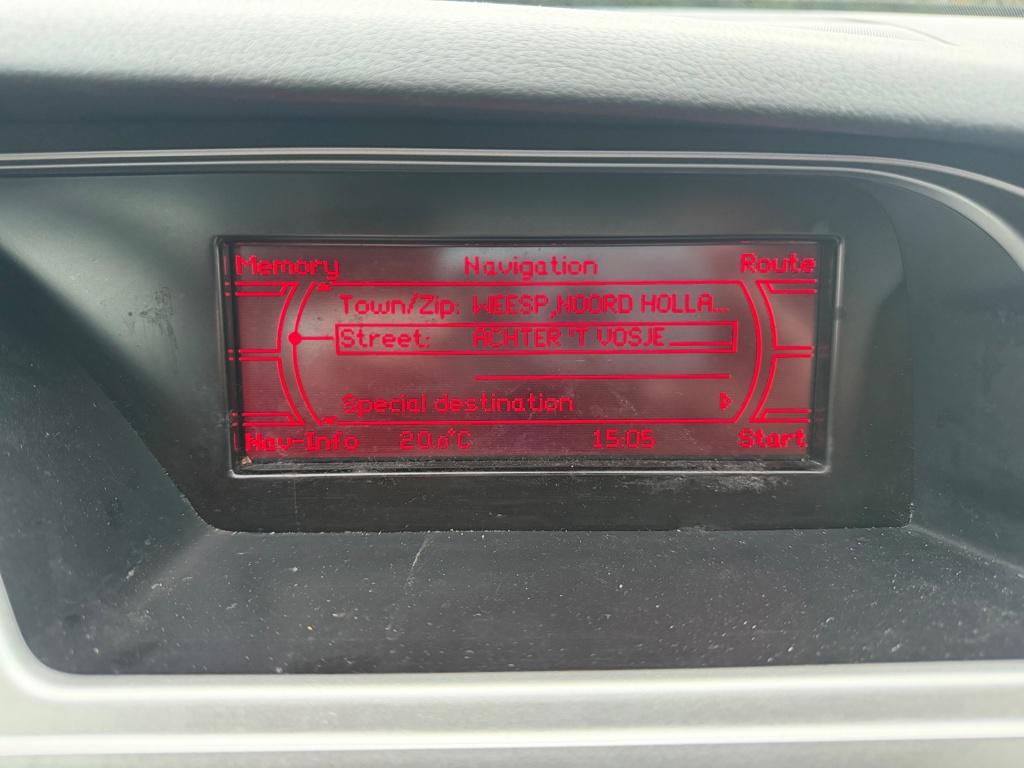 Memory Navigation Route
Town/Zip: WEESP,NOORD HOLLA...
Street: ACHTER 'T VOSJE
Special destination
Nav-Info 20.0°C 15:05 Start